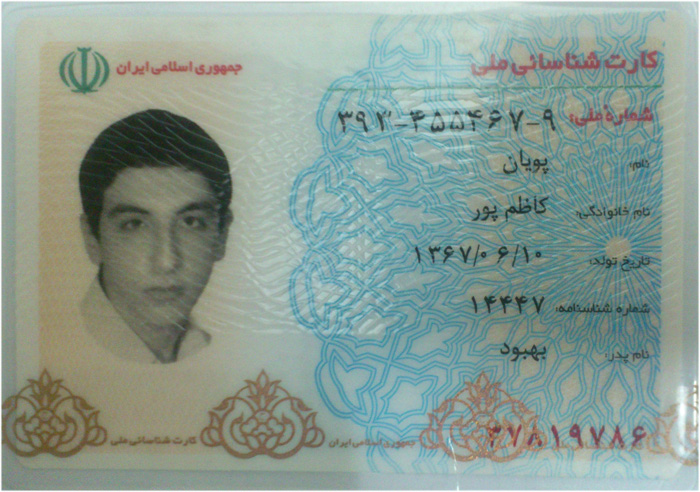 جمهوری اسلامی ایران
کارت شناسائی ملی
شماره ملی: ۳۹۲-۴۵۵۴۶۷-۹
نام: پویان
نام خانوادگی: کاظم پور
تاریخ تولد: ۱۳۶۷/۰۶/۱۰
شماره شناسنامه: ۱۴۴۴۷
نام پدر: بهبود
۳۷۸۱۹۷۸۶
جمهوری اسلامی ایران
کارت شناسائی ملی